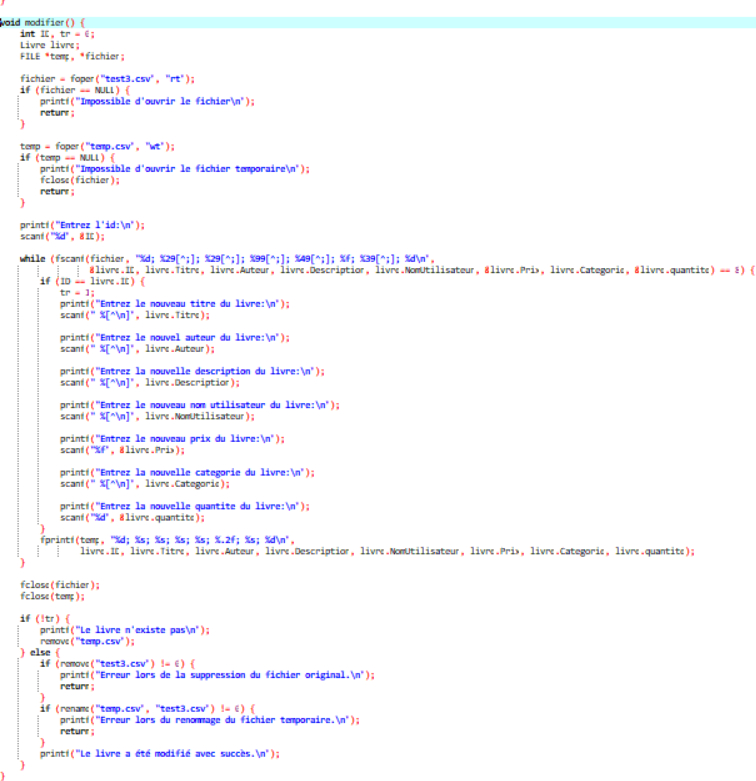 }
void modifier() {
int ID, tr = 0;
Livre livre;
FILE *temp, *fichier;
fichier = fopen("test3.csv", "rt");
if (fichier == NULL) {
printf("Impossible d'ouvrir le fichier\n");
return;
}
temp = fopen("temp.csv", "wt");
if (temp == NULL) {
printf("Impossible d'ouvrir le fichier temporaire\n");
fclose(fichier);
return;
}
printf("Entrez l'id:\n");
scanf("%d", &ID);
while (fscanf(fichier, "%d; %29[^;]; %29[^;]; %99[^;]; %49[^;]; %f; %39[^;]; %d\n",
&livre.ID, livre.Titre, livre.Auteur, livre.Description, livre.NomUtilisateur, &livre.Prix, livre.Categorie, &livre.quantite) == 8) {
if (ID == livre.ID) {
tr = 1;
printf("Entrez le nouveau titre du livre:\n");
scanf(" %[^\n]", livre.Titre);
printf("Entrez le nouvel auteur du livre:\n");
scanf(" %[^\n]", livre.Auteur);
printf("Entrez la nouvelle description du livre:\n");
scanf(" %[^\n]", livre.Description);
printf("Entrez le nouveau nom utilisateur du livre:\n");
scanf(" %[^\n]", livre.NomUtilisateur);
printf("Entrez le nouveau prix du livre:\n");
scanf("%f", &livre.Prix);
printf("Entrez la nouvelle categorie du livre:\n");
scanf(" %[^\n]", livre.Categorie);
printf("Entrez la nouvelle quantite du livre:\n");
scanf("%d", &livre.quantite);
}
fprintf(temp, "%d; %s; %s; %s; %s; %.2f; %s; %d\n",
livre.ID, livre.Titre, livre.Auteur, livre.Description, livre.NomUtilisateur, livre.Prix, livre.Categorie, livre.quantite);
}
fclose(fichier);
fclose(temp);
if (!tr) {
printf("Le livre n'existe pas\n");
remove("temp.csv");
} else {
if (remove("test3.csv") != 0) {
printf("Erreur lors de la suppression du fichier original.\n");
return;
}
if (rename("temp.csv", "test3.csv") != 0) {
printf("Erreur lors du renommage du fichier temporaire.\n");
return;
}
printf("Le livre a été modifié avec succès.\n");
}
}